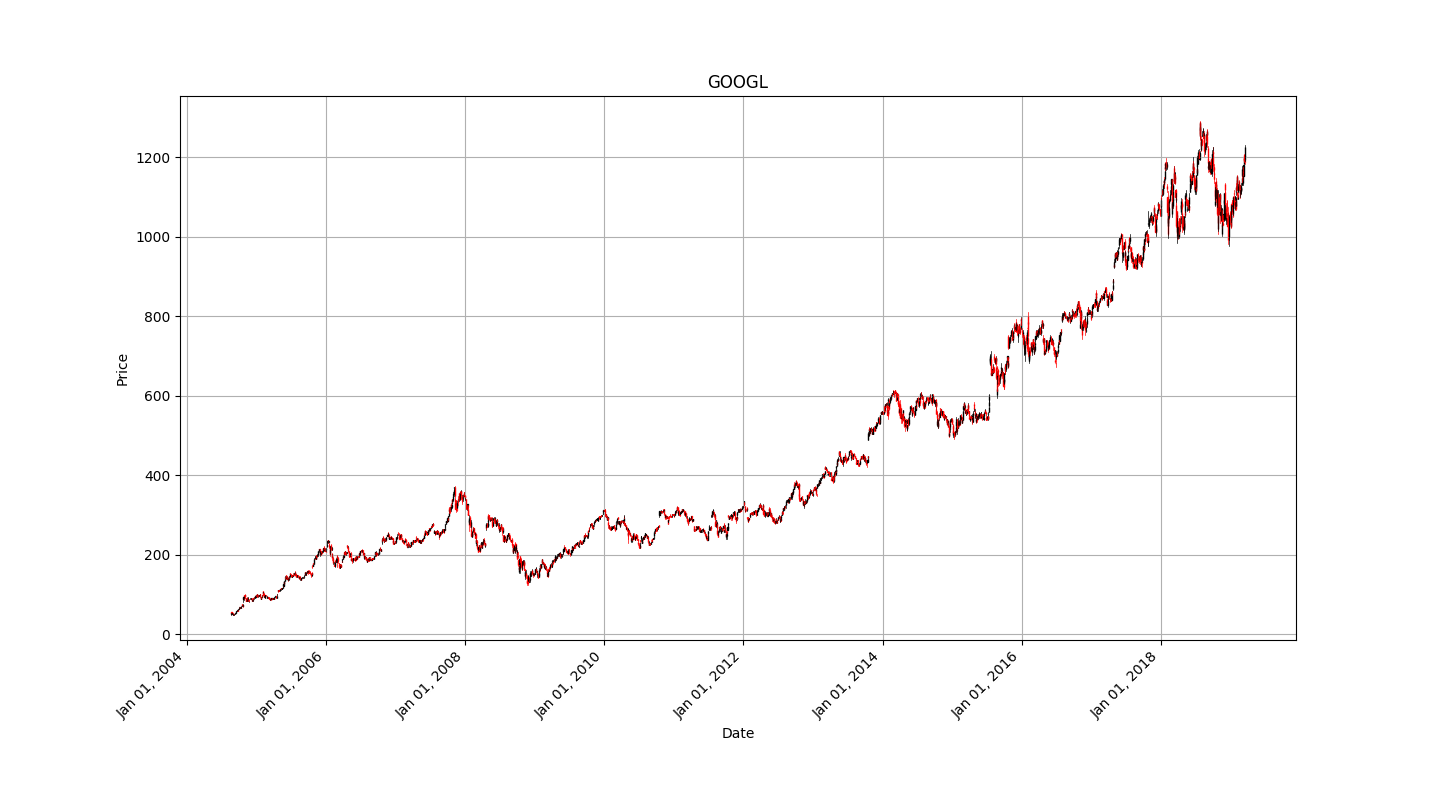 GOOGL
Price
1200
1000
800
600
400
200
0
Jan 01, 2004
Jan 01, 2006
Jan 01, 2008
Jan 01, 2010
Jan 01, 2012
Jan 01, 2014
Jan 01, 2016
Jan 01, 2018
Date